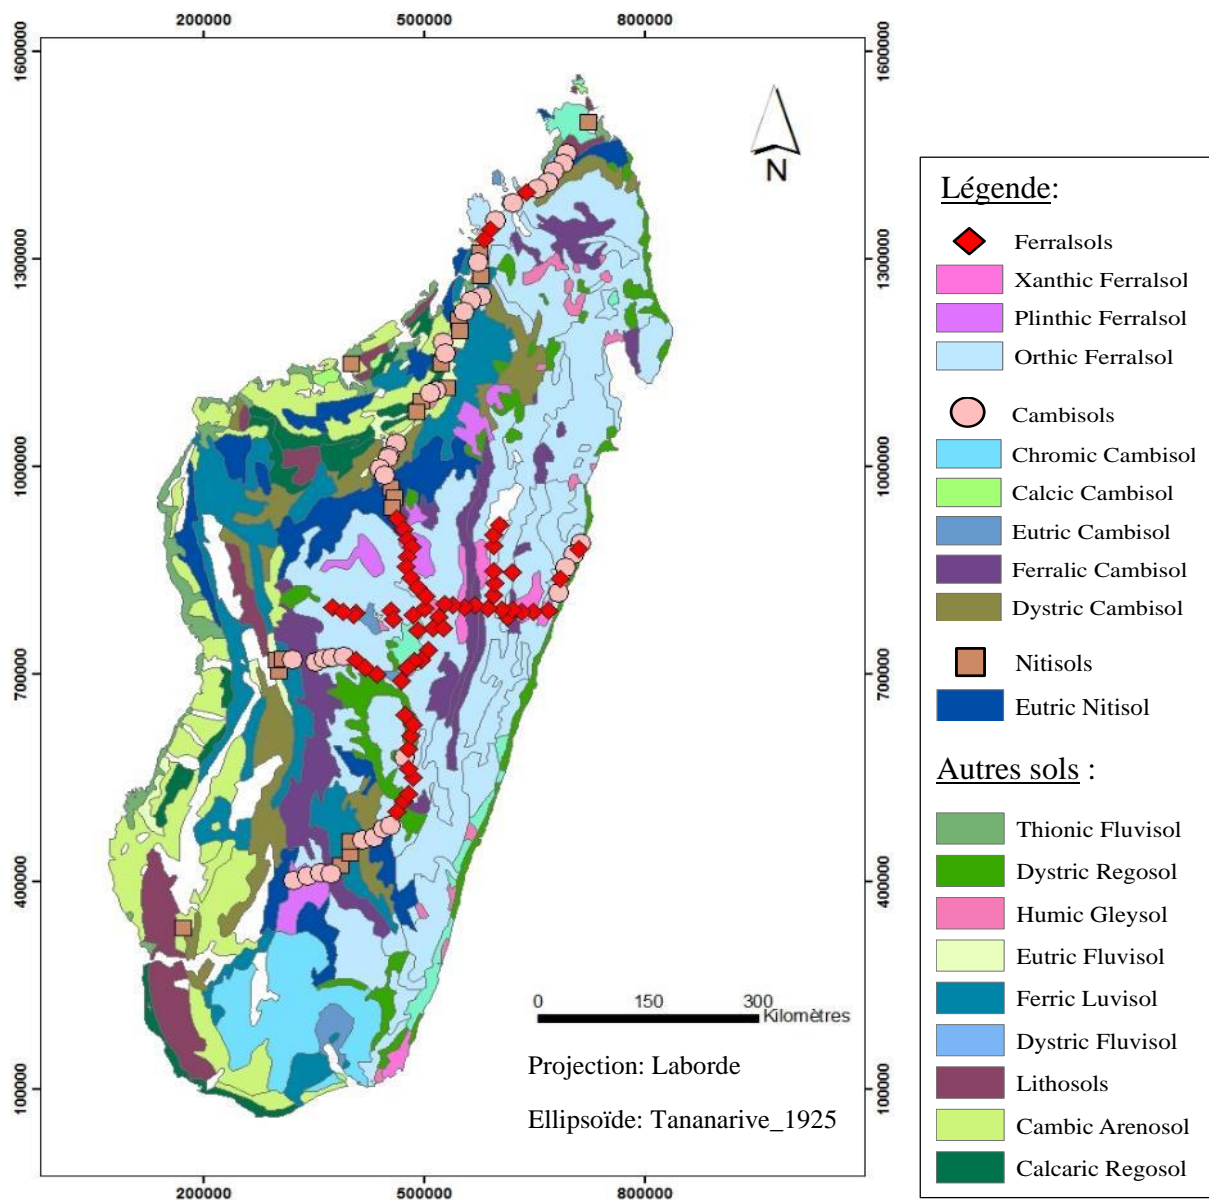 200000 500000 800000
1600000 1600000
N
1300000 1300000
1000000 1000000
700000 700000
400000 400000
100000 100000
0 150 300
Kilomètres
Projection: Laborde
Ellipsoïde: Tananarive_1925
200000 500000 800000
Légende:
Ferralsols
Xanthic Ferralsol
Plinthic Ferralsol
Orthic Ferralsol
Cambisols
Chromic Cambisol
Calcic Cambisol
Eutric Cambisol
Ferralic Cambisol
Dystric Cambisol
Nitisols
Eutric Nitisol
Autres sols :
Thionic Fluvisol
Dystric Regosol
Humic Gleysol
Eutric Fluvisol
Ferric Luvisol
Dystric Fluvisol
Lithosols
Cambic Arenosol
Calcaric Regosol